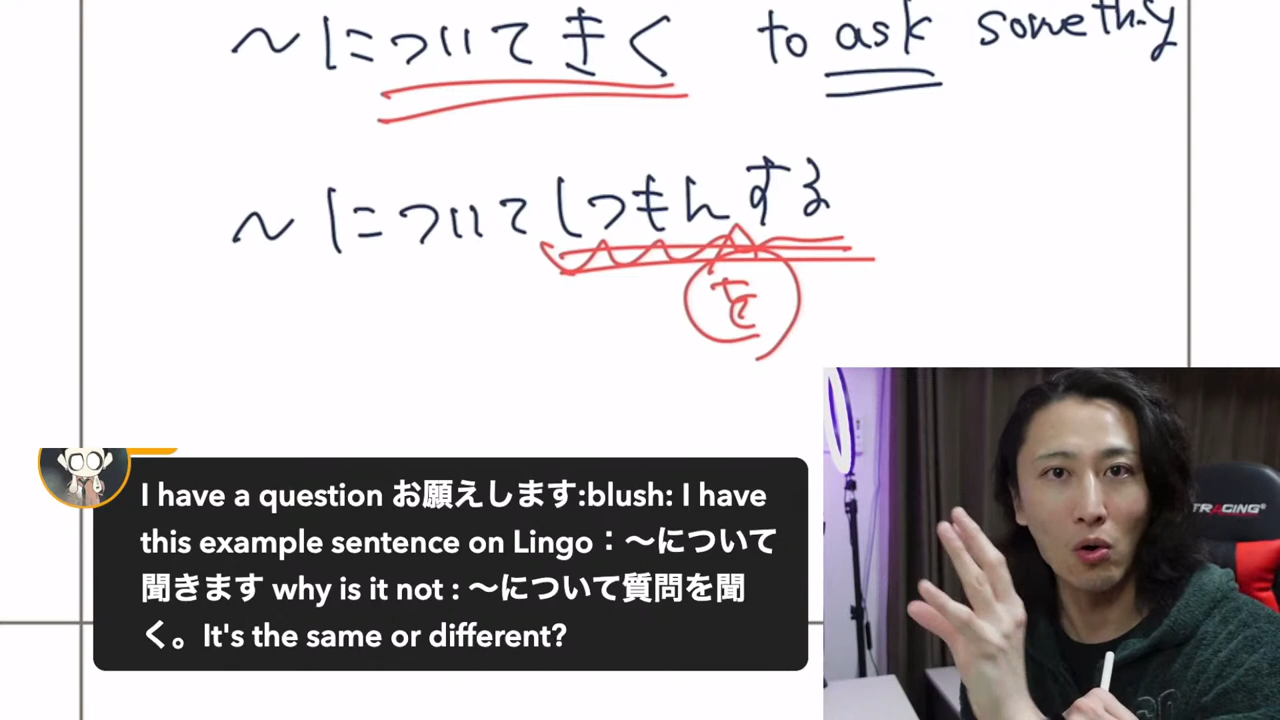 ～についてきく to ask something
～についてしつもんする
を
I have a question お願えします:blush: I have
this example sentence on Lingo：〜について
聞きます why is it not : 〜について質問を聞
く。It's the same or different?
TRACING